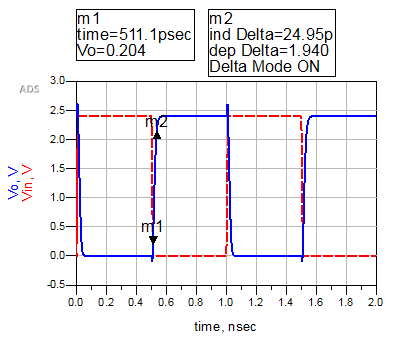 m1
time=511.1psec
Vo=0.204
m2
ind Delta=24.95p
dep Delta=1.940
Delta Mode ON
ADS
3.0
2.5
2.0
1.5
1.0
0.5
0.0
-0.5
Vo, V
Vin, V
m2
m1
0.0 0.2 0.4 0.6 0.8 1.0 1.2 1.4 1.6 1.8 2.0
time, nsec